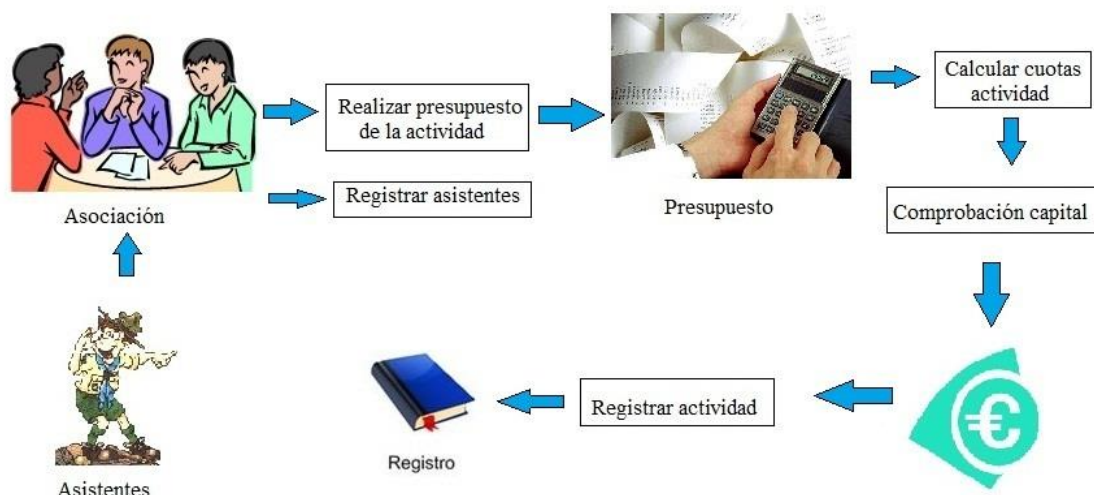 Realizar presupuesto
de la actividad
Calcular cuotas
actividad
Registrar asistentes
Asociación
Presupuesto
Comprobación capital
Registrar actividad
€
Registro
Asistentes